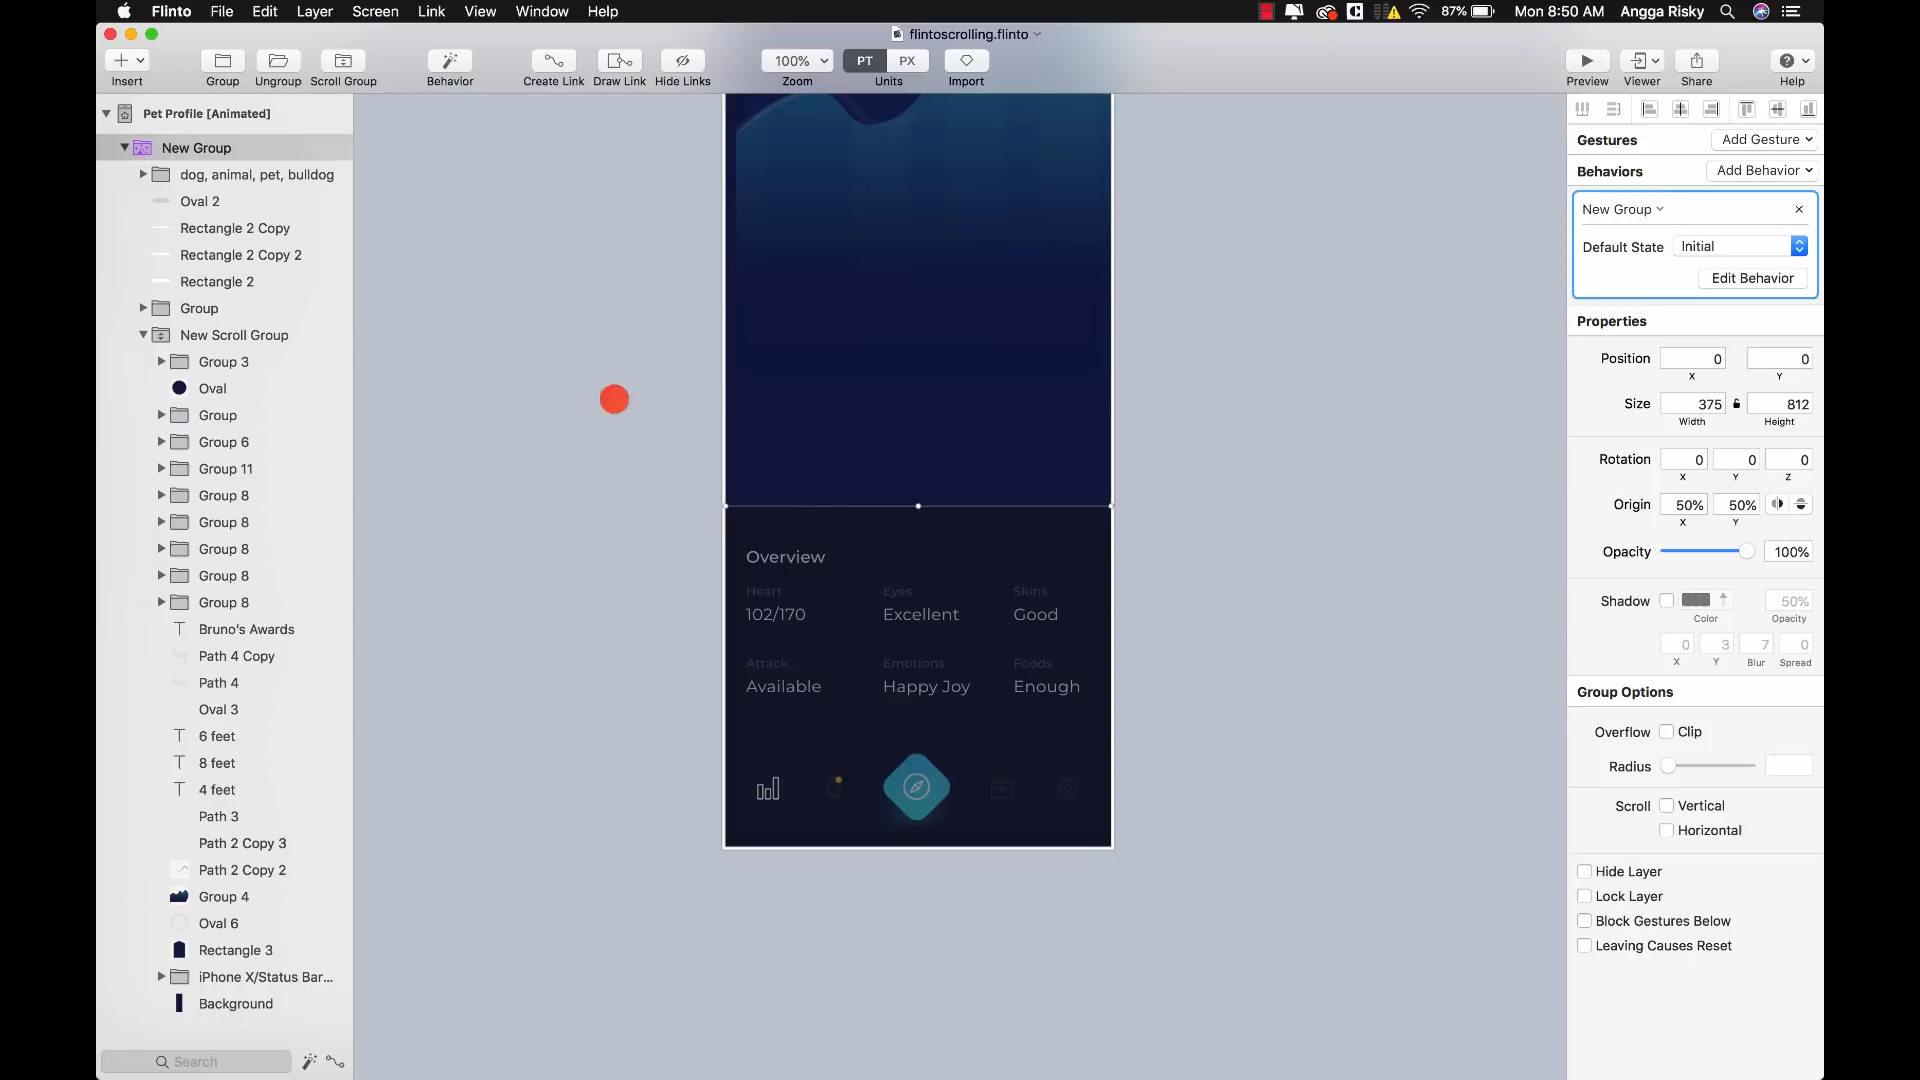 Flinto File Edit Layer Screen Link View Window Help
87% Mon 8:50 AM Angga Risky
flintoscrolling.flinto
Insert Group Ungroup Scroll Group Behavior Create Link Draw Link Hide Links 100% Zoom PT PX Units Import Preview Viewer Share Help
Pet Profile [Animated]
New Group
dog, animal, pet, bulldog
Oval 2
Rectangle 2 Copy
Rectangle 2 Copy 2
Rectangle 2
Group
New Scroll Group
Group 3
Oval
Group
Group 6
Group 11
Group 8
Group 8
Group 8
Group 8
Group 8
Bruno's Awards
Path 4 Copy
Path 4
Oval 3
6 feet
8 feet
4 feet
Path 3
Path 2 Copy 3
Path 2 Copy 2
Group 4
Oval 6
Rectangle 3
iPhone X/Status Bar...
Background
Search
Overview
Heart Eyes Skins
102/170 Excellent Good
Attack Emotions Foods
Available Happy Joy Enough
Gestures Add Gesture
Behaviors Add Behavior
New Group
Default State Initial
Edit Behavior
Properties
Position 0 0
X Y
Size 375 812
Width Height
Rotation 0 0 0
X Y Z
Origin 50% 50%
X Y
Opacity 100%
Shadow 50%
Color Opacity
0 3 7 0
X Y Blur Spread
Group Options
Overflow Clip
Radius
Scroll Vertical
Horizontal
Hide Layer
Lock Layer
Block Gestures Below
Leaving Causes Reset